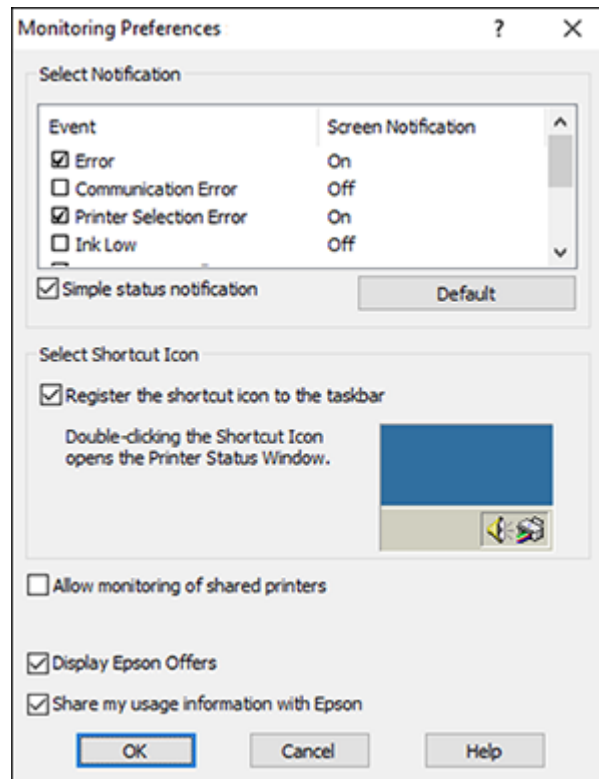 Monitoring Preferences ?
Select Notification
Event Screen Notification
Error On
Communication Error Off
Printer Selection Error On
Ink Low Off
Simple status notification Default
Select Shortcut Icon
Register the shortcut icon to the taskbar
Double-clicking the Shortcut Icon
opens the Printer Status Window.
Allow monitoring of shared printers
Display Epson Offers
Share my usage information with Epson
OK Cancel Help